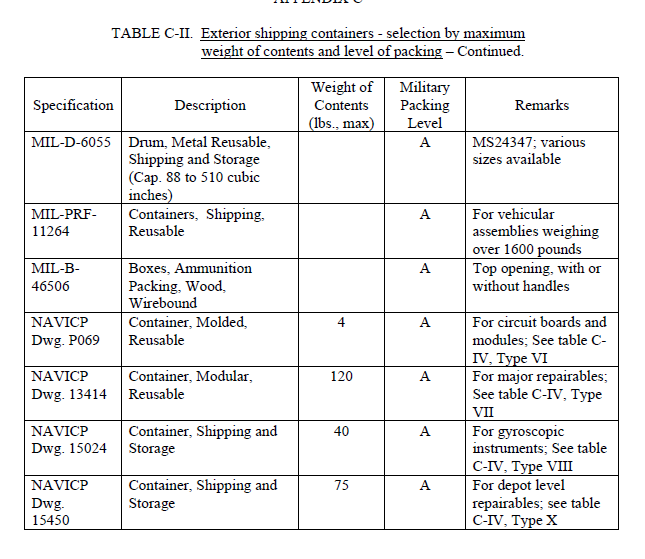 APPENDIX C
TABLE C-II. Exterior shipping containers - selection by maximum
weight of contents and level of packing – Continued.
Specification
Description
Weight of
Contents
(lbs., max)
Military
Packing
Level
Remarks
MIL-D-6055
Drum, Metal Reusable,
Shipping and Storage
(Cap. 88 to 510 cubic
inches)
A
MS24347; various
sizes available
MIL-PRF-
11264
Containers, Shipping,
Reusable
A
For vehicular
assemblies weighing
over 1600 pounds
MIL-B-
46506
Boxes, Ammunition
Packing, Wood,
Wirebound
A
Top opening, with or
without handles
NAVICP
Dwg. P069
Container, Molded,
Reusable
4
A
For circuit boards and
modules; See table C-
IV, Type VI
NAVICP
Dwg. 13414
Container, Modular,
Reusable
120
A
For major repairables;
See table C-IV, Type
VII
NAVICP
Dwg. 15024
Container, Shipping and
Storage
40
A
For gyroscopic
instruments; See table
C-IV, Type VIII
NAVICP
Dwg.
15450
Container, Shipping and
Storage
75
A
For depot level
repairables; see table
C-IV, Type X